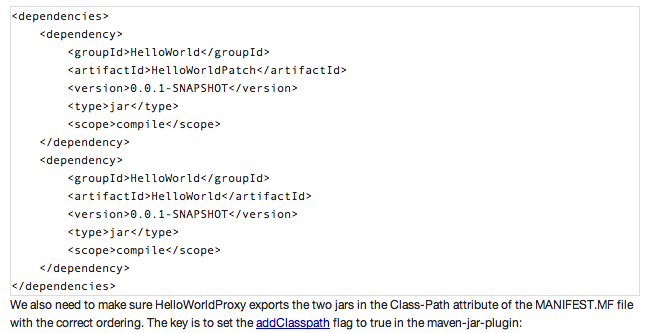 <dependencies>
    <dependency>
        <groupId>HelloWorld</groupId>
        <artifactId>HelloWorldPatch</artifactId>
        <version>0.0.1-SNAPSHOT</version>
        <type>jar</type>
        <scope>compile</scope>
    </dependency>
    <dependency>
        <groupId>HelloWorld</groupId>
        <artifactId>HelloWorld</artifactId>
        <version>0.0.1-SNAPSHOT</version>
        <type>jar</type>
        <scope>compile</scope>
    </dependency>
</dependencies>
We also need to make sure HelloWorldProxy exports the two jars in the Class-Path attribute of the MANIFEST.MF file
with the correct ordering. The key is to set the addClasspath flag to true in the maven-jar-plugin: